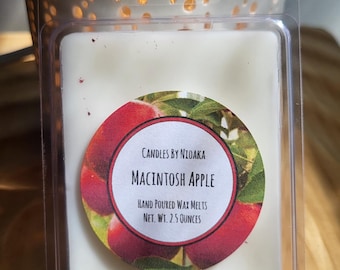 Candles By Nioaka
Macintosh Apple
Hand Poured Wax Melts
Net. Wt. 2.5 Ounces